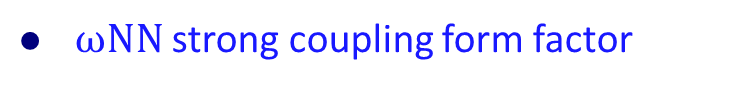 ● ωNN strong coupling form factor